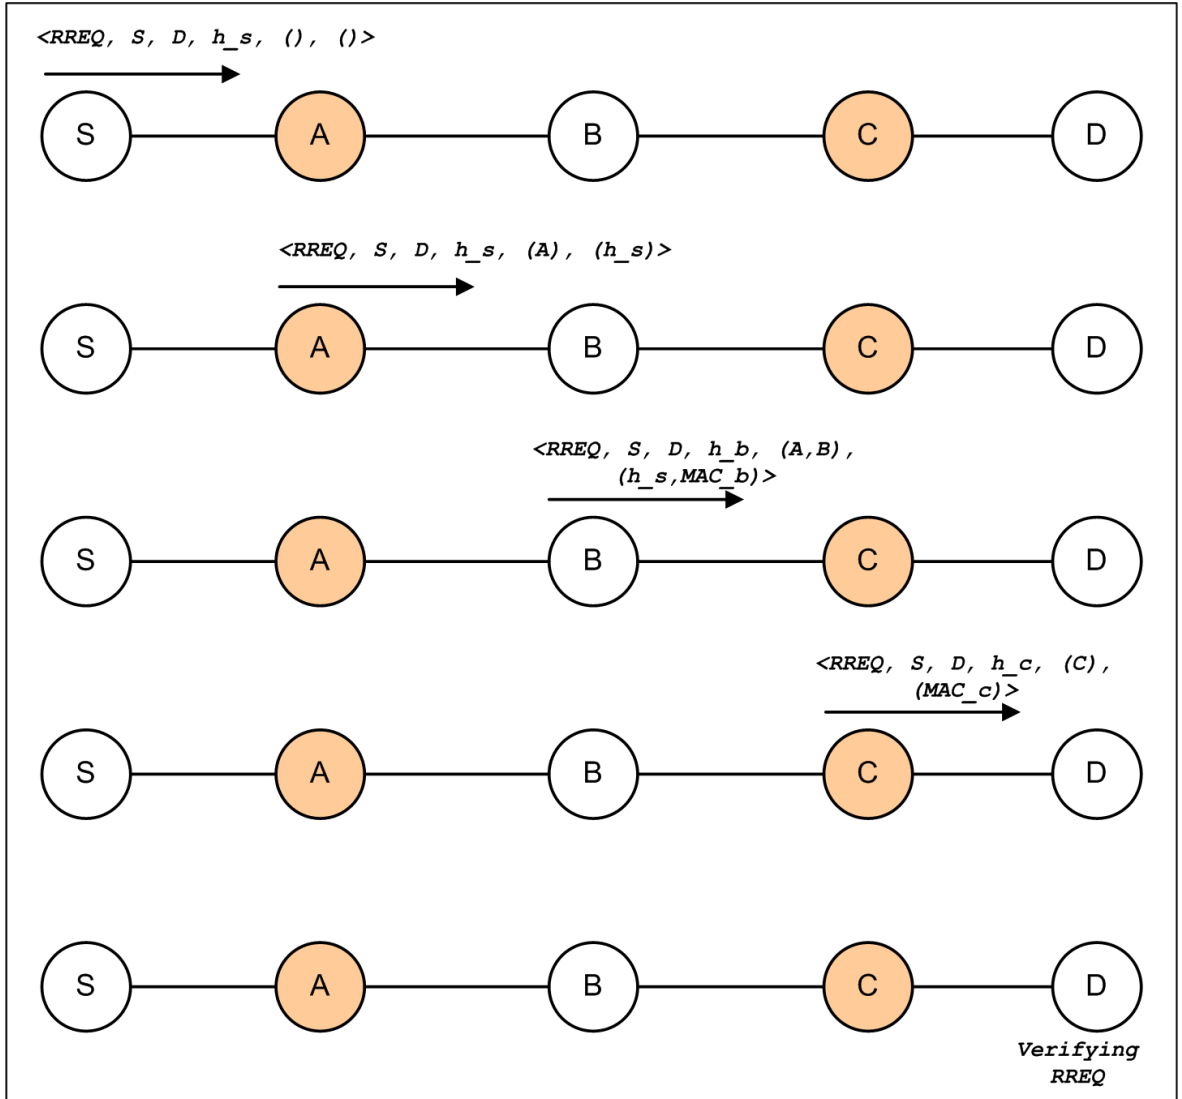 <RREQ, S, D, h_s, (), ()>
S A B C D
<RREQ, S, D, h_s, (A), (h_s)>
S A B C D
<RREQ, S, D, h_b, (A,B),
(h_s,MAC_b)>
S A B C D
<RREQ, S, D, h_c, (C),
(MAC_c)>
S A B C D
S A B C D
Verifying
RREQ